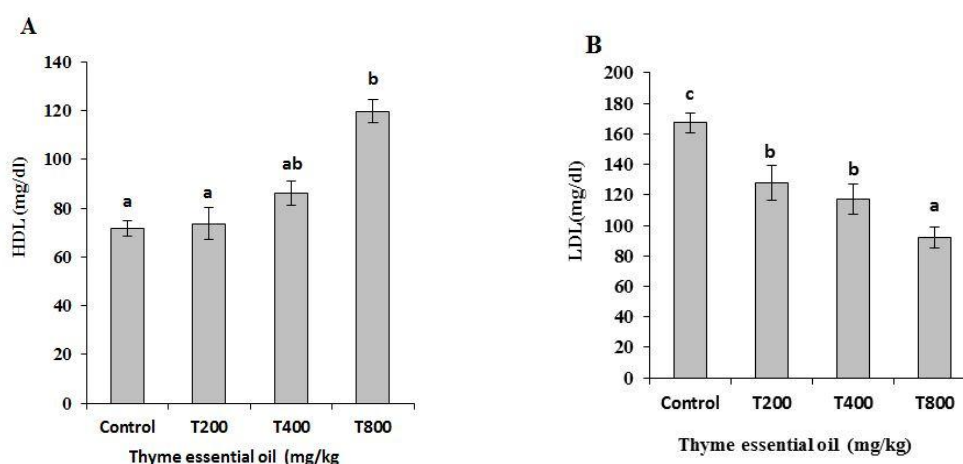 A
HDL (mg/dl)
140
120
100
80
60
40
20
0
a
a
ab
b
Control T200 T400 T800
Thyme essential oil (mg/kg
B
LDL(mg/dl)
200
180
160
140
120
100
80
60
40
20
0
c
b
b
a
Control T200 T400 T800
Thyme essential oil (mg/kg)